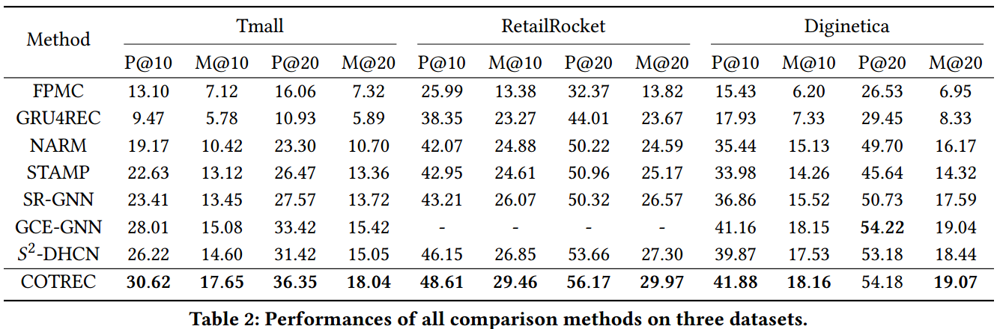 Method Tmall RetailRocket Diginetica
P@10 M@10 P@20 M@20 P@10 M@10 P@20 M@20 P@10 M@10 P@20 M@20
FPMC 13.10 7.12 16.06 7.32 25.99 13.38 32.37 13.82 15.43 6.20 26.53 6.95
GRU4REC 9.47 5.78 10.93 5.89 38.35 23.27 44.01 23.67 17.93 7.33 29.45 8.33
NARM 19.17 10.42 23.30 10.70 42.07 24.88 50.22 24.59 35.44 15.13 49.70 16.17
STAMP 22.63 13.12 26.47 13.36 42.95 24.61 50.96 25.17 33.98 14.26 45.64 14.32
SR-GNN 23.41 13.45 27.57 13.72 43.21 26.07 50.32 26.57 36.86 15.52 50.73 17.59
GCE-GNN 28.01 15.08 33.42 15.42 - - - - 41.16 18.15 54.22 19.04
S²-DHCN 26.22 14.60 31.42 15.05 46.15 26.85 53.66 27.30 39.87 17.53 53.18 18.44
COTREC 30.62 17.65 36.35 18.04 48.61 29.46 56.17 29.97 41.88 18.16 54.18 19.07
Table 2: Performances of all comparison methods on three datasets.